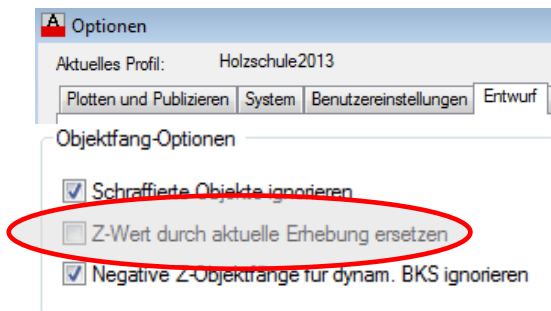 Optionen
Aktuelles Profil: Holzschule2013
Plotten und Publizieren System Benutzereinstellungen Entwurf
Objektfang-Optionen
Schraffierte Objekte ignorieren
Z-Wert durch aktuelle Erhebung ersetzen
Negative Z-Objektfänge für dynam. BKS ignorieren